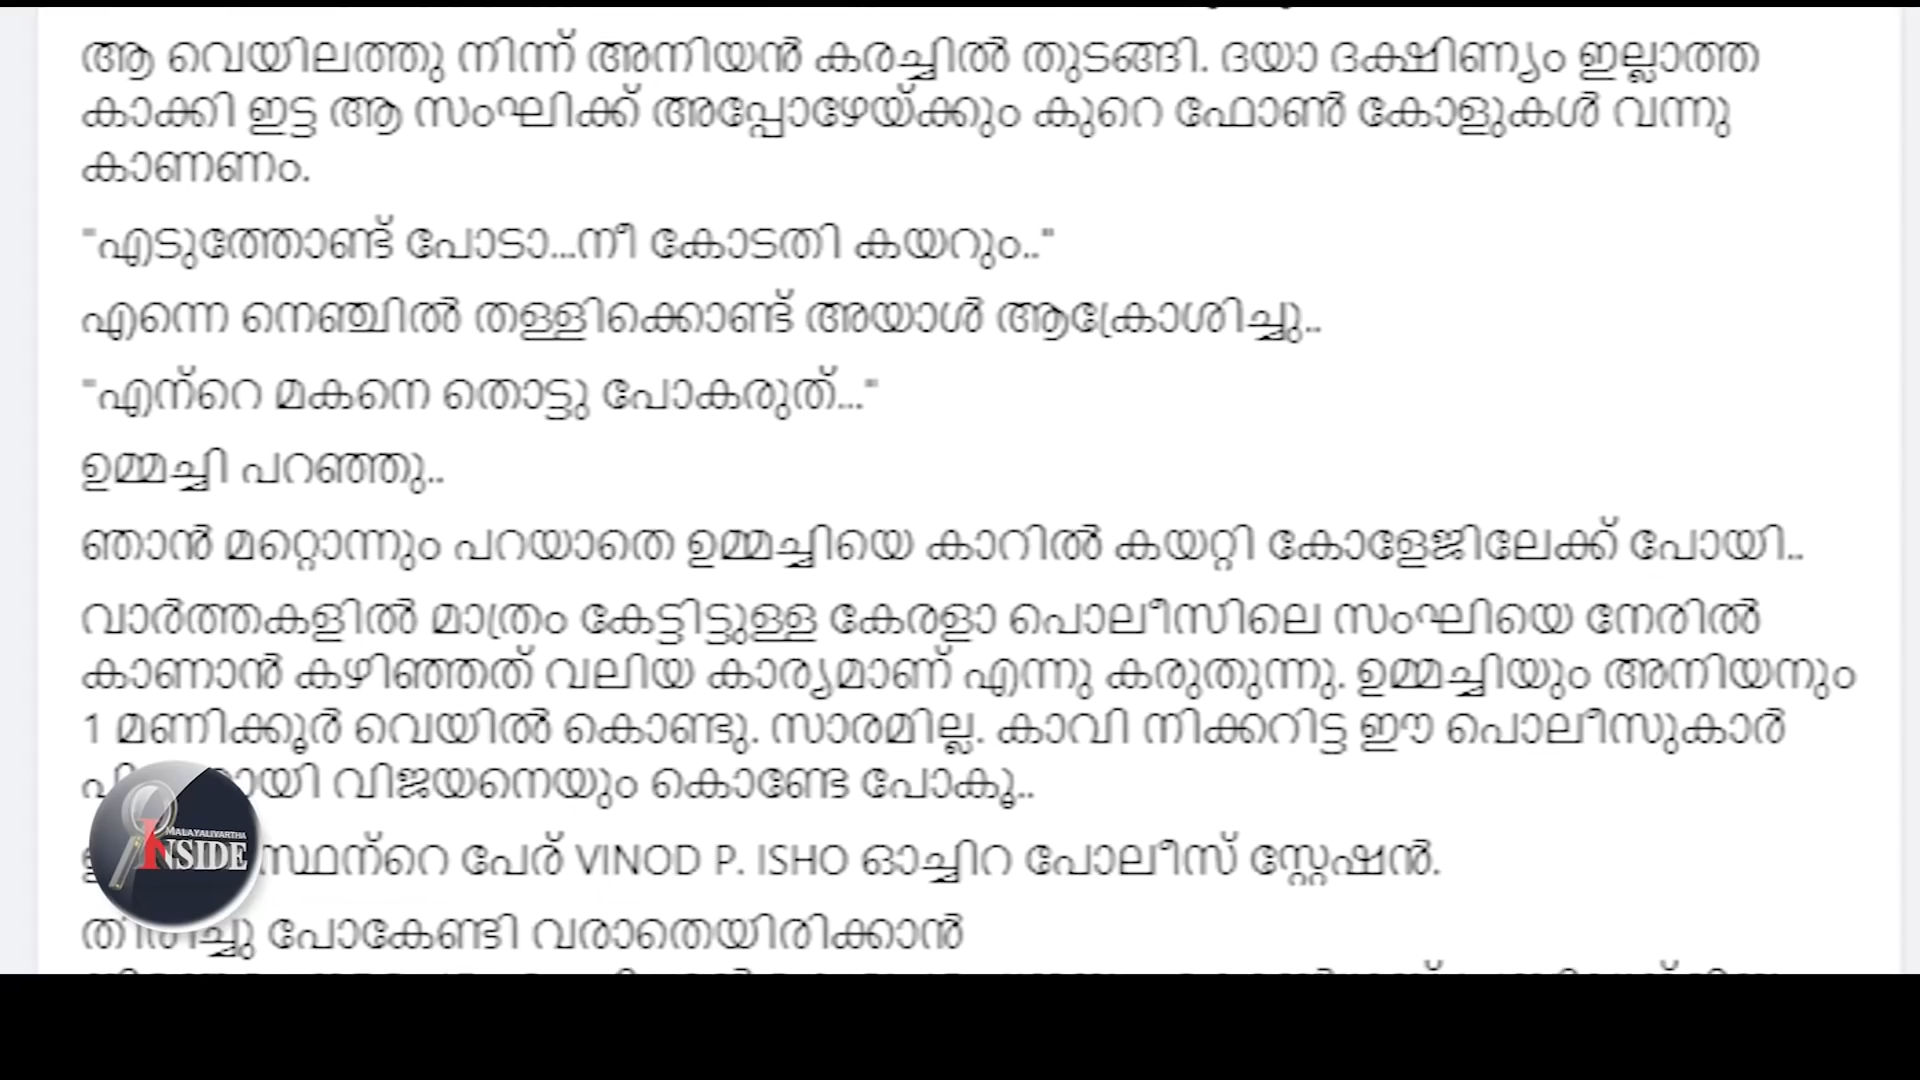 ആ വെയിലത്തു നിന്ന് അനിയൻ കരച്ചിൽ തുടങ്ങി. ദയാ ദക്ഷിണ്യം ഇല്ലാത്ത
കാക്കി ഇട്ട ആ സംഘിക്ക് അപ്പോഴേയ്ക്കും കുറെ ഫോൺ കോളുകൾ വന്നു
കാണണം.
"എടുത്തോണ്ട് പോടാ...നീ കോടതി കയറും.."
എന്നെ നെഞ്ചിൽ തള്ളിക്കൊണ്ട് അയാൾ ആക്രോശിച്ചു..
"എന്റെ മകനെ തൊട്ടു പോകരുത്..."
ഉമ്മച്ചി പറഞ്ഞു..
ഞാൻ മറ്റൊന്നും പറയാതെ ഉമ്മച്ചിയെ കാറിൽ കയറ്റി കോളേജിലേക്ക് പോയി..
വാർത്തകളിൽ മാത്രം കേട്ടിട്ടുള്ള കേരളാ പൊലീസിലെ സംഘിയെ നേരിൽ
കാണാൻ കഴിഞ്ഞത് വലിയ കാര്യമാണ് എന്നു കരുതുന്നു. ഉമ്മച്ചിയും അനിയനും
1 മണിക്കൂർ വെയിൽ കൊണ്ടു. സാരമില്ല. കാവി നിക്കറിട്ട ഈ പൊലീസുകാർ
വിജയനെയും കൊണ്ടേ പോകൂ..
പേര് VINOD P. ISHO ഓച്ചിറ പോലീസ് സ്റ്റേഷൻ.
തിരിച്ചു പോകേണ്ടി വരാതെയിരിക്കാൻ
MALAYALIVARTHA
INSIDE